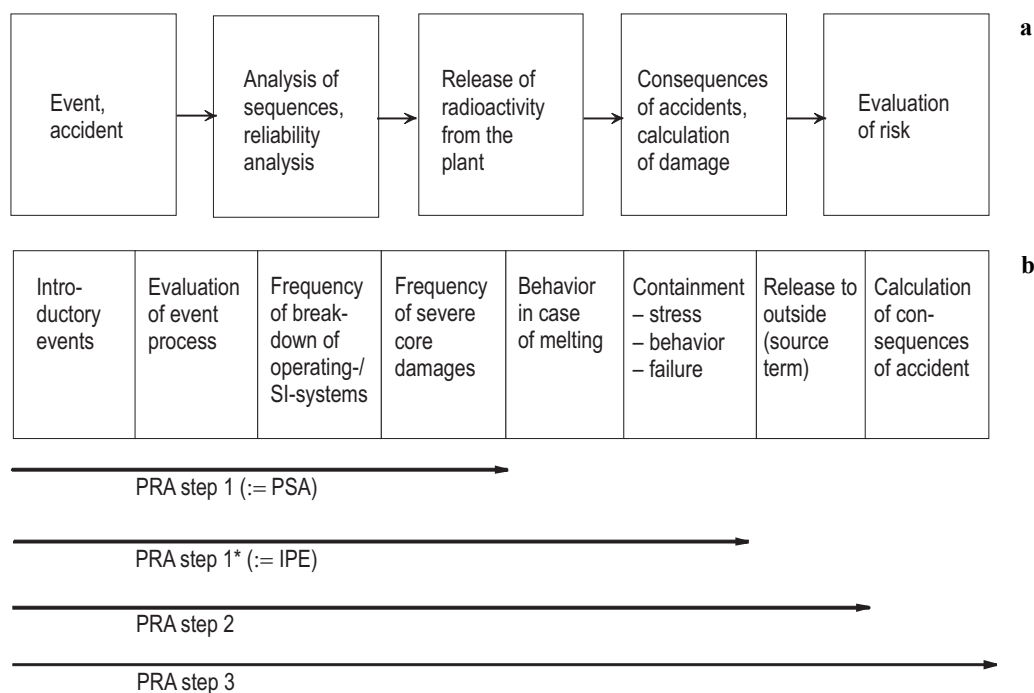 a
Event,
accident
Analysis of
sequences,
reliability
analysis
Release of
radioactivity
from the
plant
Consequences
of accidents,
calculation
of damage
Evaluation
of risk
b
Intro-
ductory
events
Evaluation
of event
process
Frequency
of break-
down of
operating-/
SI-systems
Frequency
of severe
core
damages
Behavior
in case
of melting
Containment
– stress
– behavior
– failure
Release to
outside
(source
term)
Calculation
of con-
sequences
of accident
PRA step 1 (:= PSA)
PRA step 1* (:= IPE)
PRA step 2
PRA step 3